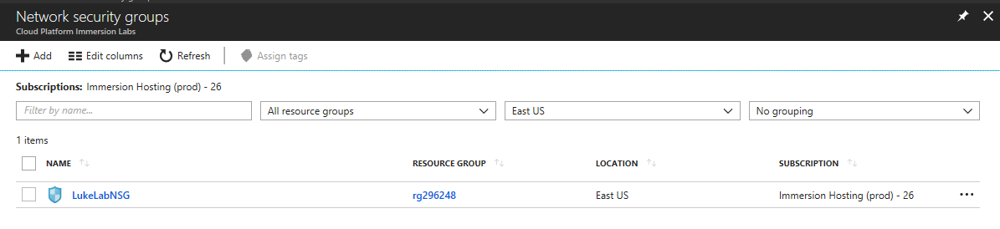 Network security groups
Cloud Platform Immersion Labs
Add Edit columns Refresh Assign tags
Subscriptions: Immersion Hosting (prod) - 26
Filter by name... All resource groups East US No grouping
1 items
NAME RESOURCE GROUP LOCATION SUBSCRIPTION
LukeLabNSG rg296248 East US Immersion Hosting (prod) - 26